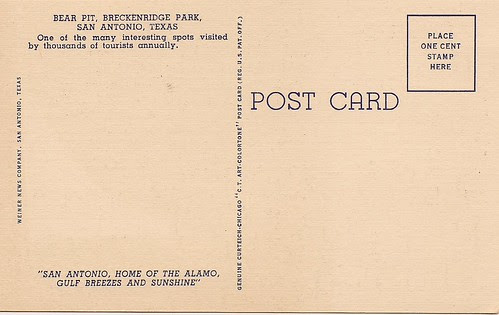 BEAR PIT, BRECKENRIDGE PARK,
SAN ANTONIO, TEXAS
One of the many interesting spots visited
by thousands of tourists annually.
WEINER NEWS COMPANY, SAN ANTONIO, TEXAS
"SAN ANTONIO, HOME OF THE ALAMO,
GULF BREEZES AND SUNSHINE"
GENUINE CURTEICH-CHICAGO "C.T. ART-COLORTONE" POST CARD (REG. U.S. PAT. OFF.)
POST CARD
PLACE
ONE CENT
STAMP
HERE